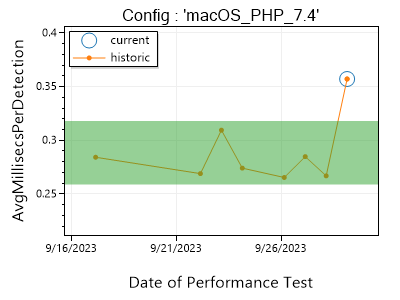 Config : 'macOS_PHP_7.4'
0.4
current
historic
0.35
0.3
0.25
AvgMillisecsPerDetection
9/16/2023 9/21/2023 9/26/2023
Date of Performance Test